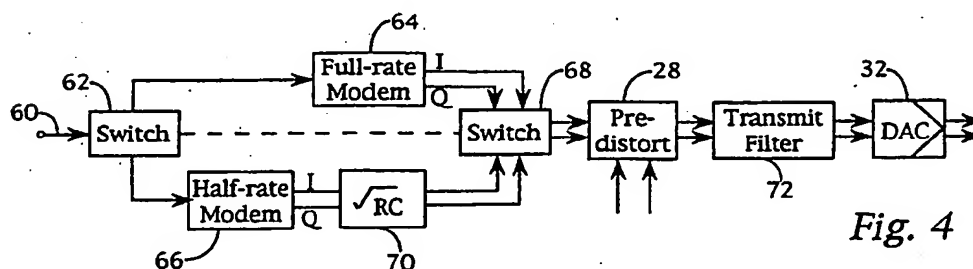 64
Full-rate
Modem
I
Q
62
60
Switch
68
Switch
28
Pre-
distort
Transmit
Filter
72
32
DAC
Half-rate
Modem
66
I
Q
√RC
70
Fig. 4